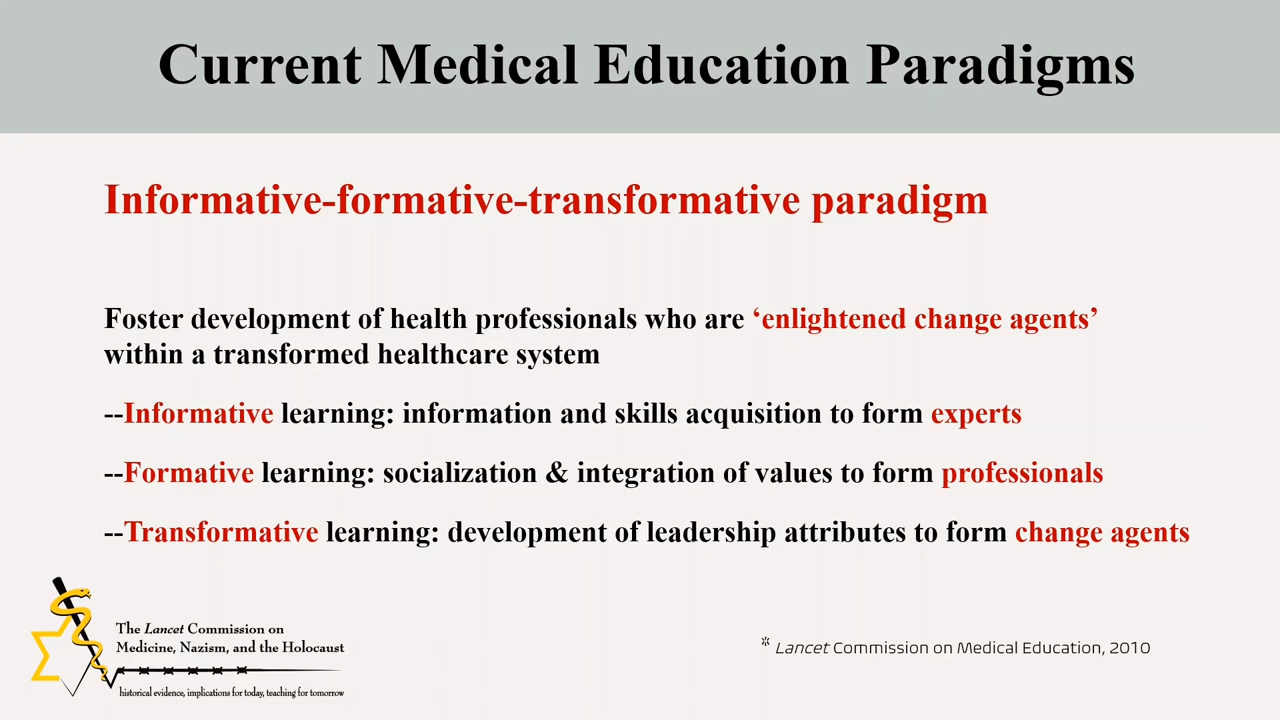 Current Medical Education Paradigms
Informative-formative-transformative paradigm
Foster development of health professionals who are ‘enlightened change agents’
within a transformed healthcare system
--Informative learning: information and skills acquisition to form experts
--Formative learning: socialization & integration of values to form professionals
--Transformative learning: development of leadership attributes to form change agents
The Lancet Commission on
Medicine, Nazism, and the Holocaust
historical evidence, implications for today, teaching for tomorrow
* Lancet Commission on Medical Education, 2010